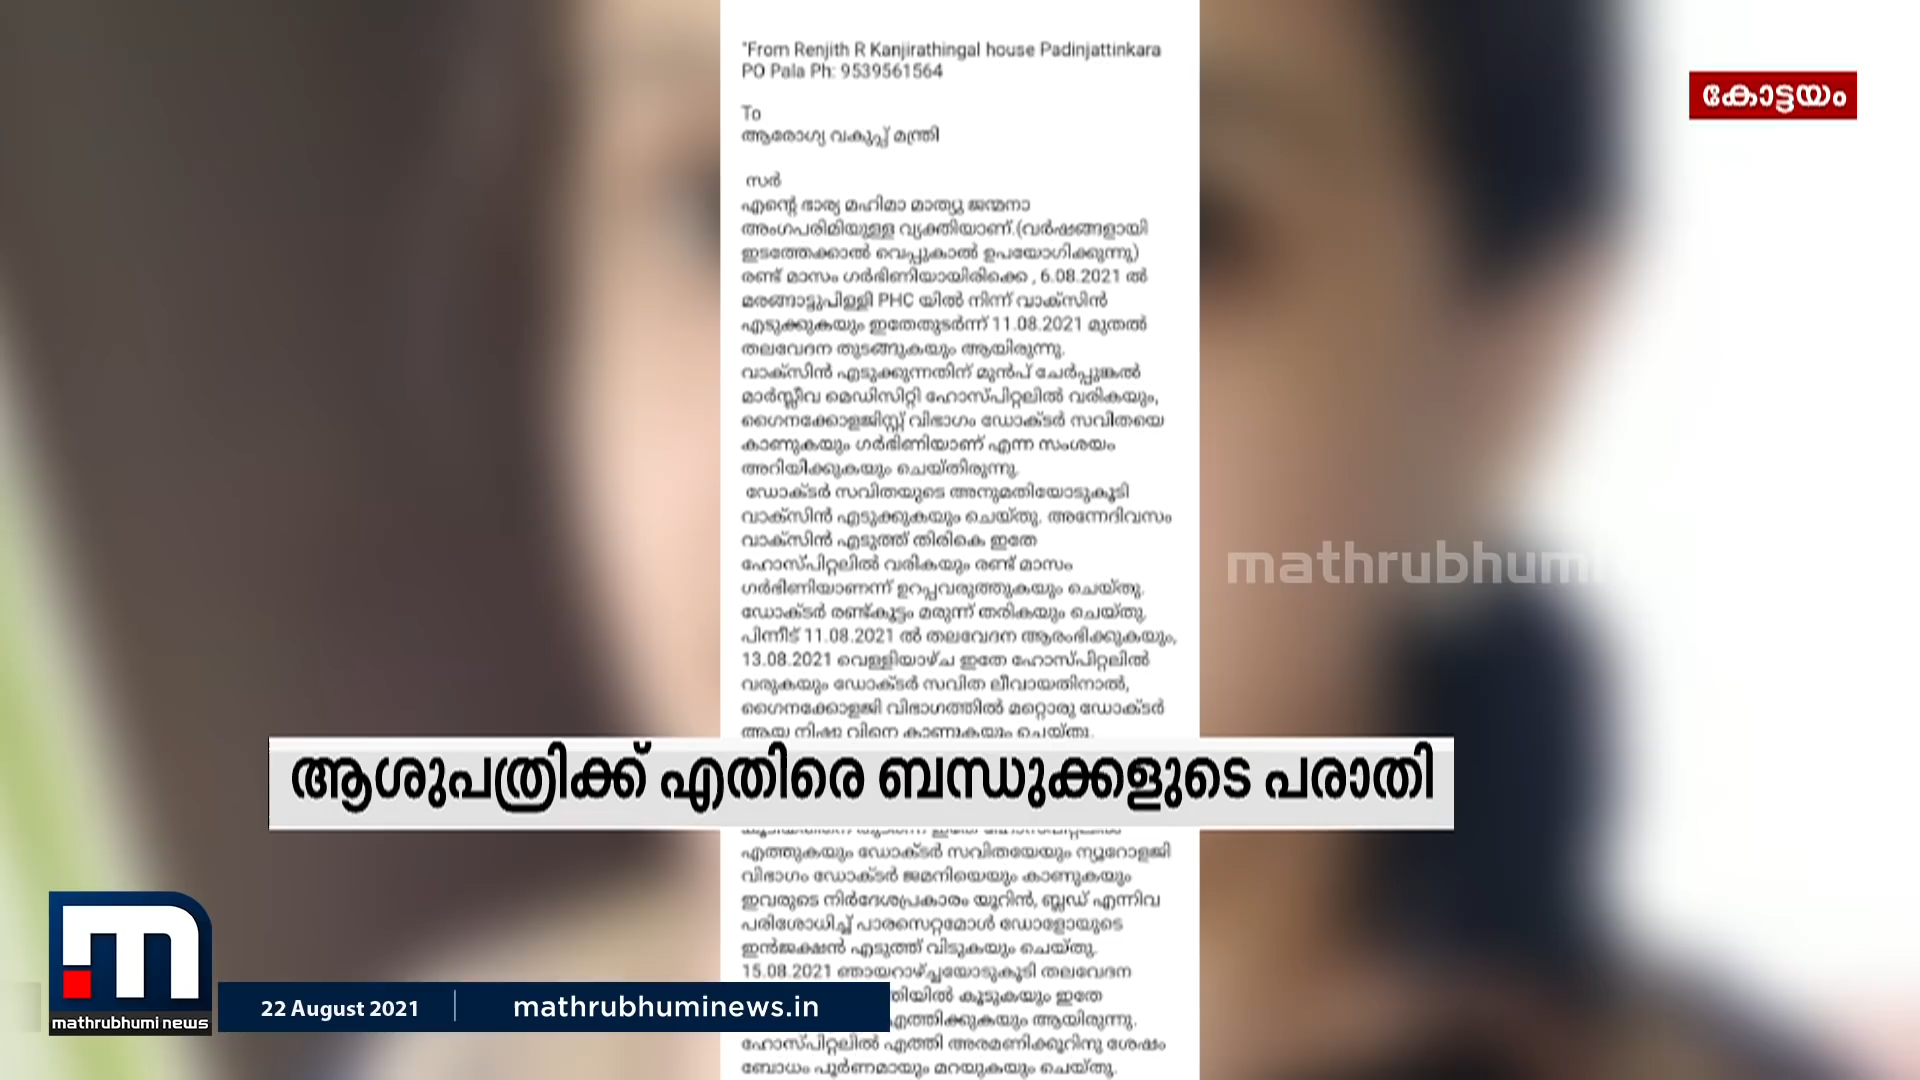 "From Renjith R Kanjirathingal house Padinjattinkara
PO Pala Ph: 9539561564
To
ആരോഗ്യ വകുപ്പ് മന്ത്രി
സർ
എന്റെ ഭാര്യ മഹിമാ മാത്യു ജന്മനാ
അംഗപരിമിയുള്ള വ്യക്തിയാണ്.(വർഷങ്ങളായി
ഇടത്തേക്കാൽ വെപ്പുകാൽ ഉപയോഗിക്കുന്നു)
രണ്ട് മാസം ഗർഭിണിയായിരിക്കെ , 6.08.2021 ൽ
മരങ്ങാട്ടുപിള്ളി PHC യിൽ നിന്ന് വാക്‌സിൻ
എടുക്കുകയും ഇതേതുടർന്ന് 11.08.2021 മുതൽ
തലവേദന തുടങ്ങുകയും ആയിരുന്നു.
വാക്‌സിൻ എടുക്കുന്നതിന് മുൻപ് ചേർപ്പുങ്കൽ
മാർസ്ലീവ മെഡിസിറ്റി ഹോസ്പിറ്റലിൽ വരികയും,
ഗൈനക്കോളജിസ്റ്റ് വിഭാഗം ഡോക്ടർ സവിതയെ
കാണുകയും ഗർഭിണിയാണ് എന്ന സംശയം
അറിയിക്കുകയും ചെയ്തിരുന്നു.
ഡോക്ടർ സവിതയുടെ അനുമതിയോടുകൂടി
വാക്‌സിൻ എടുക്കുകയും ചെയ്തു. അന്നേദിവസം
വാക്‌സിൻ എടുത്ത് തിരികെ ഇതേ
ഹോസ്പിറ്റലിൽ വരികയും രണ്ട് മാസം
ഗർഭിണിയാണന്ന് ഉറപ്പുവരുത്തുകയും ചെയ്തു.
ഡോക്ടർ രണ്ട്കൂട്ടം മരുന്ന് തരികയും ചെയ്തു.
പിന്നീട് 11.08.2021 ൽ തലവേദന ആരംഭിക്കുകയും,
13.08.2021 വെള്ളിയാഴ്ച ഇതേ ഹോസ്പിറ്റലിൽ
വരുകയും ഡോക്ടർ സവിത ലീവായതിനാൽ,
ഗൈനക്കോളജി വിഭാഗത്തിൽ മറ്റൊരു ഡോക്ടർ
ആയ നിഷാ വിനെ കാണുകയും ചെയ്തു.
എത്തുകയും ഡോക്ടർ സവിതയേയും ന്യൂറോളജി
വിഭാഗം ഡോക്ടർ ജമനിയെയും കാണുകയും
ഇവരുടെ നിർദേശപ്രകാരം യൂറിൻ, ബ്ലഡ് എന്നിവ
പരിശോധിച്ച് പാരസെറ്റമോൾ ഡോളോയുടെ
ഇൻജക്ഷൻ എടുത്ത് വിടുകയും ചെയ്തു.
15.08.2021 ഞായറാഴ്ച്ചയോടുകൂടി തലവേദന
കൂടുകയും ഇതേ
എത്തിക്കുകയും ആയിരുന്നു.
ഹോസ്പിറ്റലിൽ എത്തി അരമണിക്കൂറിനു ശേഷം
ബോധം പൂർണമായും മറയുകയും ചെയ്തു.
കോട്ടയം
mathrubhumi
ആശുപത്രിക്ക് എതിരെ ബന്ധുക്കളുടെ പരാതി
mathrubhumi news
22 August 2021
mathrubhuminews.in